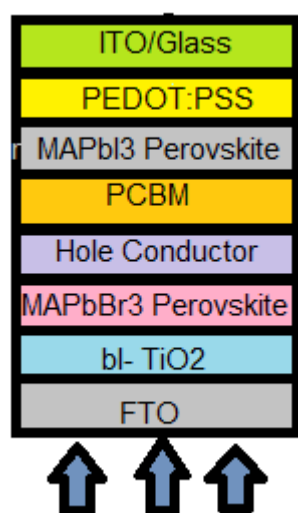 ITO/Glass
PEDOT:PSS
MAPbI3 Perovskite
PCBM
Hole Conductor
MAPbBr3 Perovskite
bl- TiO2
FTO